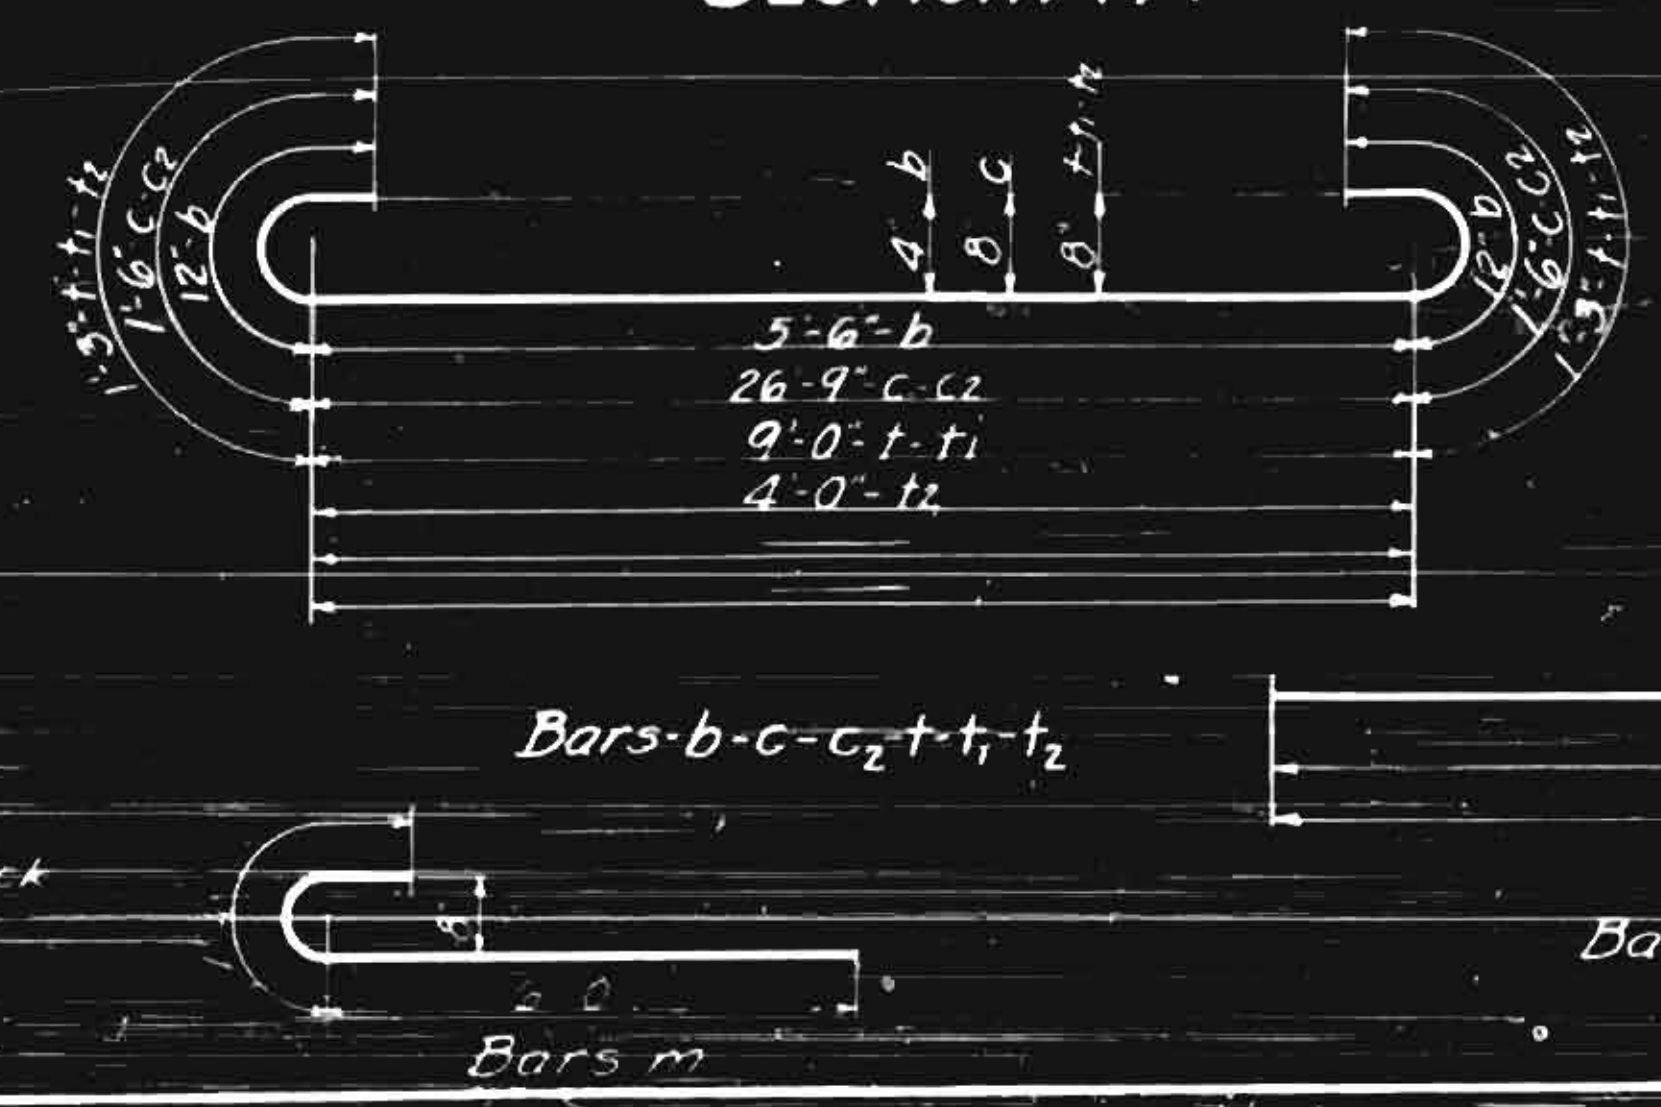 1'-3"-t-t1-t2
1'-6"-c-c2
12"-b
4" b
8 c
8" t-t1-t2
12"-b
1'-6"-c-c2
1'-3"-t-t1-t2
5'-6"-b
26'-9"-c-c2
9'-0"-t-t1
4'-0"-t2
Bars-b-c-c2-t-t1-t2
ck
8
Ba
Bars m